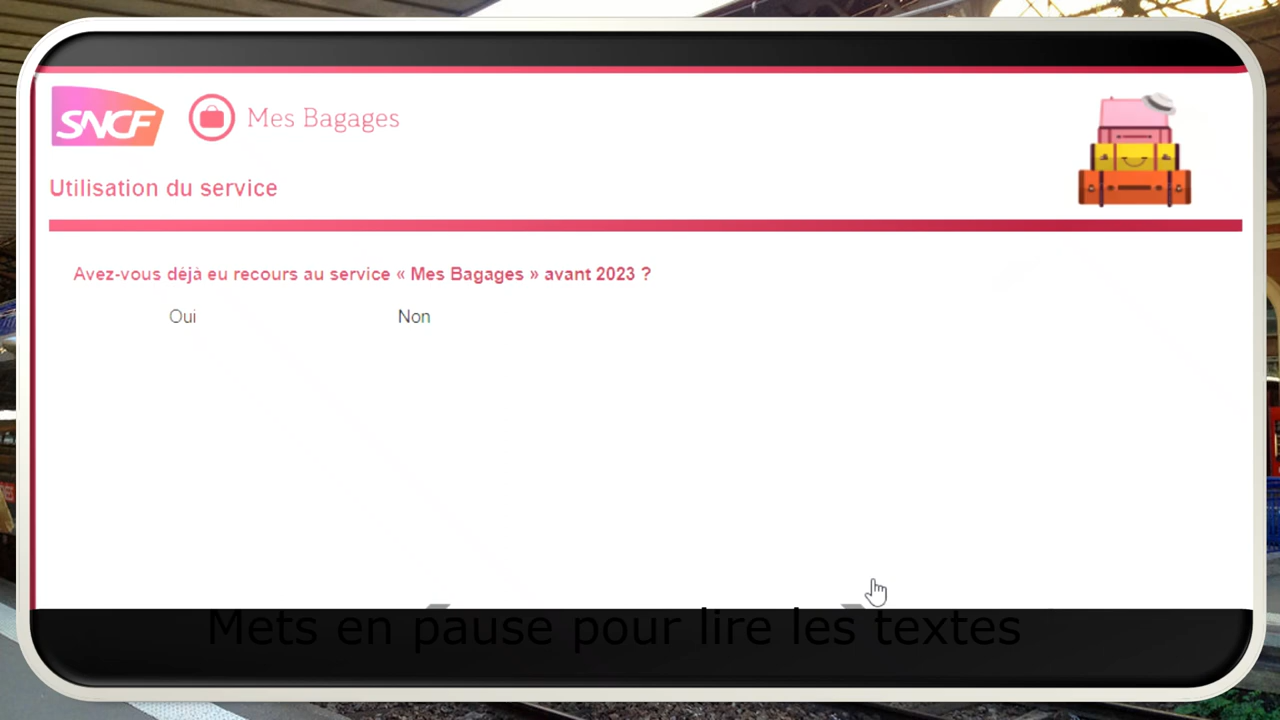 SNCF
Mes Bagages
Utilisation du service
Avez-vous déjà eu recours au service « Mes Bagages » avant 2023 ?
Oui
Non
Mets en pause pour lire les textes